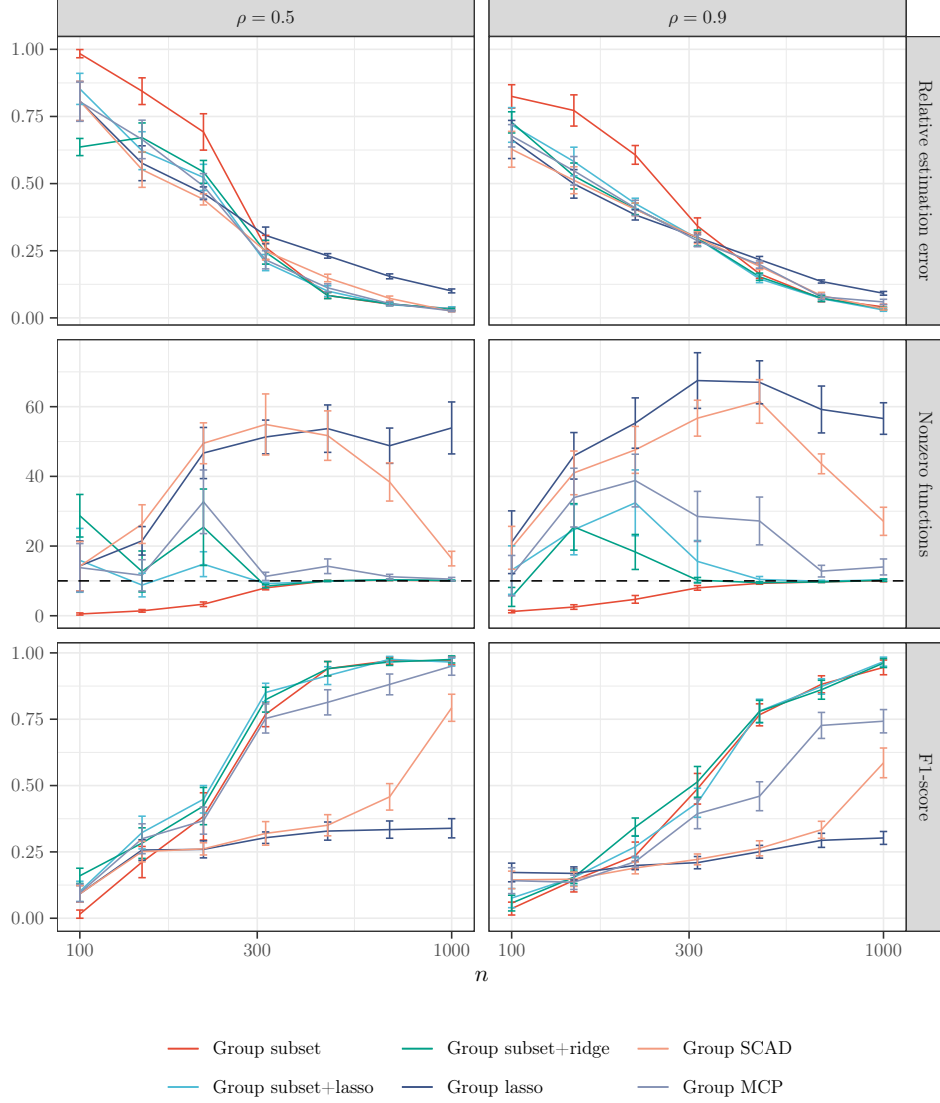 ρ = 0.5
ρ = 0.9
1.00
0.75
0.50
0.25
0.00
Relative estimation error
60
40
20
0
Nonzero functions
1.00
0.75
0.50
0.25
0.00
F1-score
100
300
1000
100
300
1000
n
Group subset
Group subset+ridge
Group SCAD
Group subset+lasso
Group lasso
Group MCP